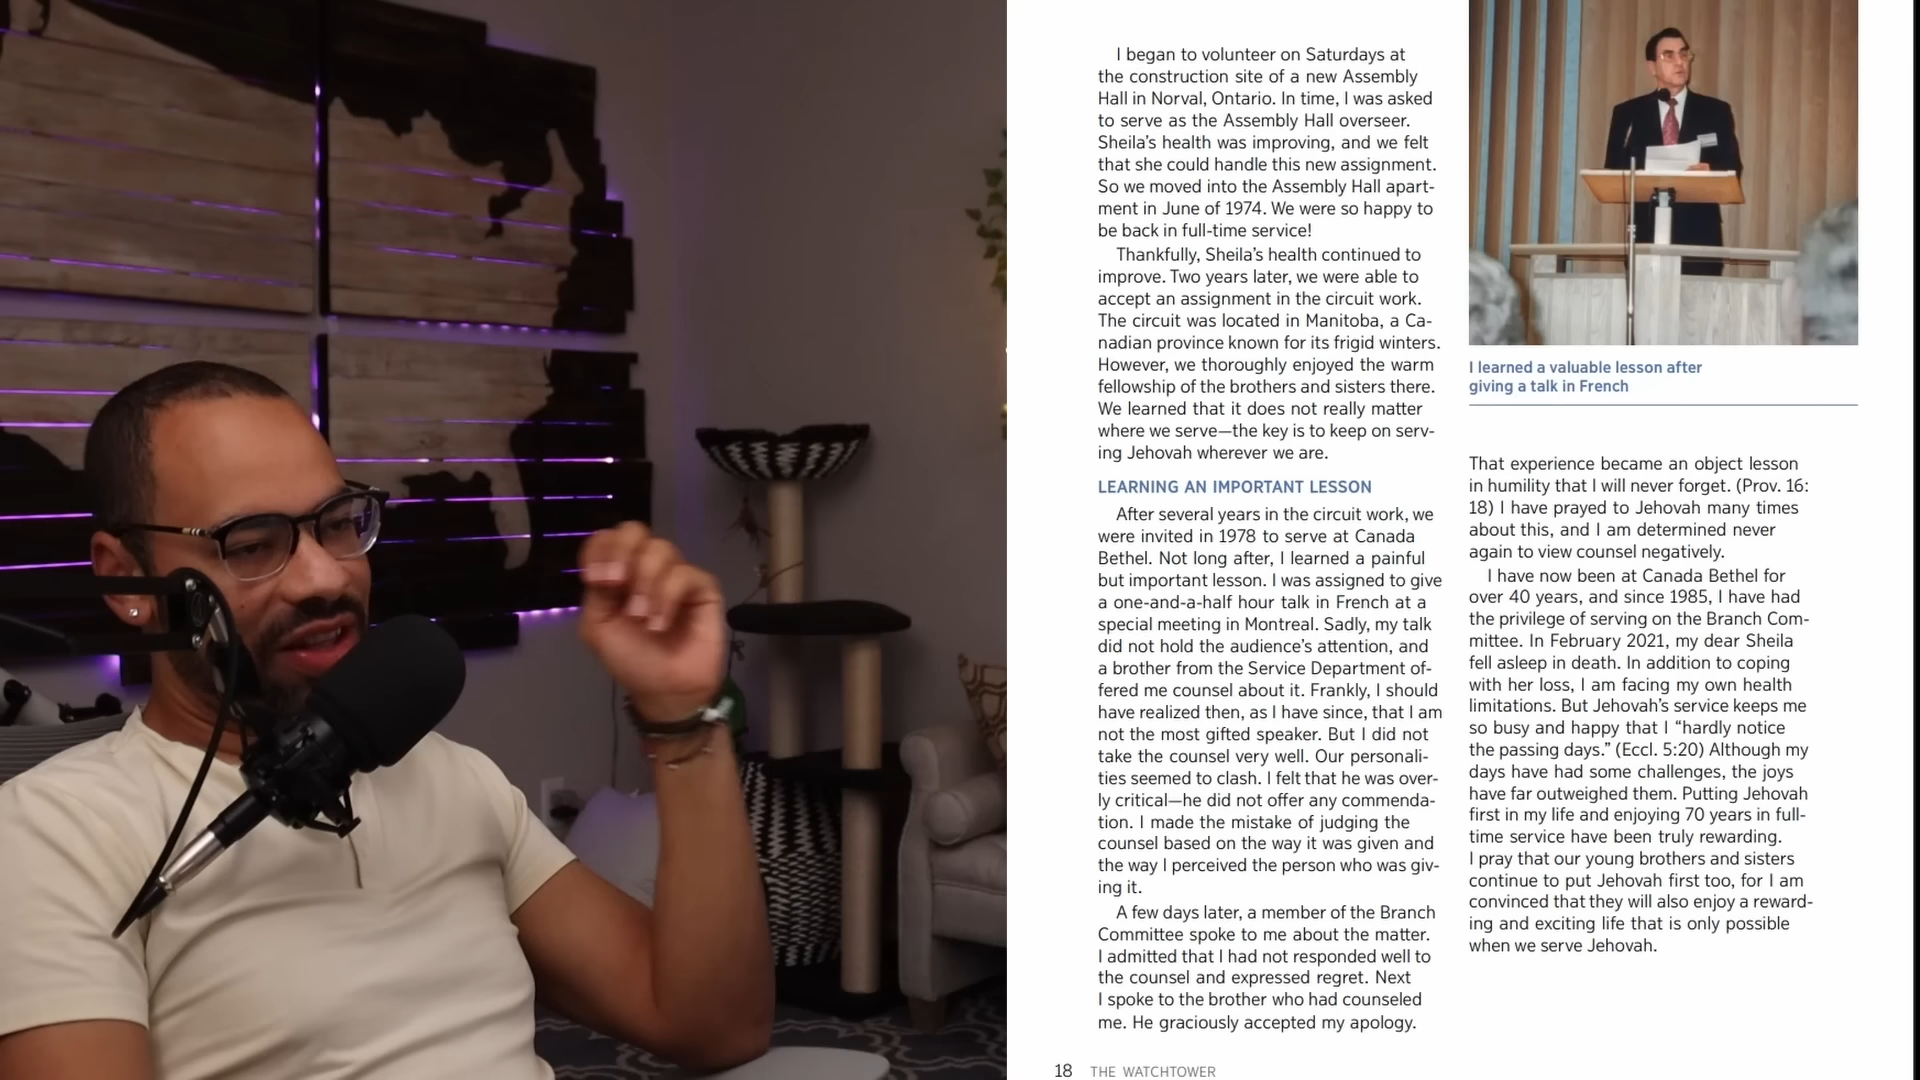 I began to volunteer on Saturdays at
the construction site of a new Assembly
Hall in Norval, Ontario. In time, I was asked
to serve as the Assembly Hall overseer.
Sheila's health was improving, and we felt
that she could handle this new assignment.
So we moved into the Assembly Hall apart-
ment in June of 1974. We were so happy to
be back in full-time service!
Thankfully, Sheila's health continued to
improve. Two years later, we were able to
accept an assignment in the circuit work.
The circuit was located in Manitoba, a Ca-
nadian province known for its frigid winters.
However, we thoroughly enjoyed the warm
fellowship of the brothers and sisters there.
We learned that it does not really matter
where we serve—the key is to keep on serv-
ing Jehovah wherever we are.
LEARNING AN IMPORTANT LESSON
After several years in the circuit work, we
were invited in 1978 to serve at Canada
Bethel. Not long after, I learned a painful
but important lesson. I was assigned to give
a one-and-a-half hour talk in French at a
special meeting in Montreal. Sadly, my talk
did not hold the audience's attention, and
a brother from the Service Department of-
fered me counsel about it. Frankly, I should
have realized then, as I have since, that I am
not the most gifted speaker. But I did not
take the counsel very well. Our personali-
ties seemed to clash. I felt that he was over-
ly critical—he did not offer any commenda-
tion. I made the mistake of judging the
counsel based on the way it was given and
the way I perceived the person who was giv-
ing it.
A few days later, a member of the Branch
Committee spoke to me about the matter.
I admitted that I had not responded well to
the counsel and expressed regret. Next
I spoke to the brother who had counseled
me. He graciously accepted my apology.
I learned a valuable lesson after
giving a talk in French
That experience became an object lesson
in humility that I will never forget. (Prov. 16:
18) I have prayed to Jehovah many times
about this, and I am determined never
again to view counsel negatively.
I have now been at Canada Bethel for
over 40 years, and since 1985, I have had
the privilege of serving on the Branch Com-
mittee. In February 2021, my dear Sheila
fell asleep in death. In addition to coping
with her loss, I am facing my own health
limitations. But Jehovah's service keeps me
so busy and happy that I “hardly notice
the passing days.” (Eccl. 5:20) Although my
days have had some challenges, the joys
have far outweighed them. Putting Jehovah
first in my life and enjoying 70 years in full-
time service have been truly rewarding.
I pray that our young brothers and sisters
continue to put Jehovah first too, for I am
convinced that they will also enjoy a reward-
ing and exciting life that is only possible
when we serve Jehovah.
18 THE WATCHTOWER